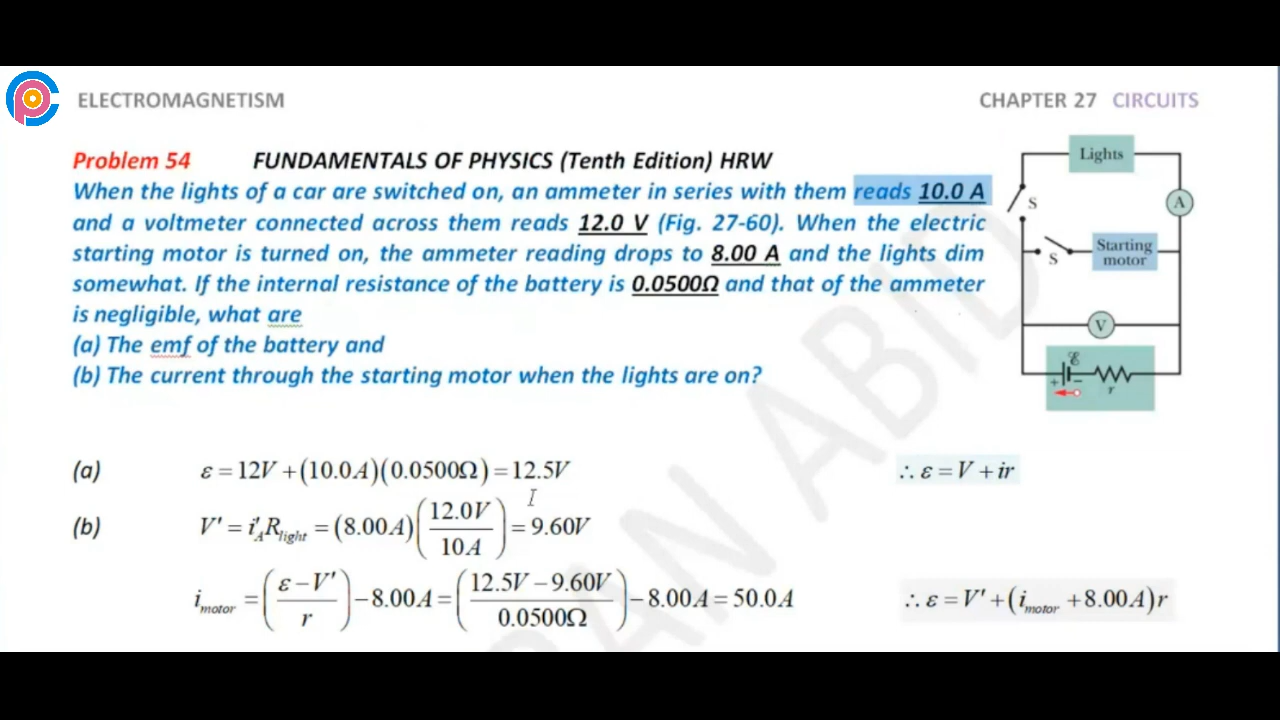 ELECTROMAGNETISM
CHAPTER 27 CIRCUITS
Problem 54 FUNDAMENTALS OF PHYSICS (Tenth Edition) HRW
When the lights of a car are switched on, an ammeter in series with them reads 10.0 A
and a voltmeter connected across them reads 12.0 V (Fig. 27-60). When the electric
starting motor is turned on, the ammeter reading drops to 8.00 A and the lights dim
somewhat. If the internal resistance of the battery is 0.0500Ω and that of the ammeter
is negligible, what are
(a) The emf of the battery and
(b) The current through the starting motor when the lights are on?
Lights
S
A
S
Starting
motor
V
ℰ
+ −
r
(a) ε = 12V + (10.0A)(0.0500Ω) = 12.5V ∴ ε = V + ir
(b) V' = i'_A R_light = (8.00A)(12.0V / 10A) = 9.60V
i_motor = ((ε − V') / r) − 8.00A = ((12.5V − 9.60V) / 0.0500Ω) − 8.00A = 50.0A ∴ ε = V' + (i_motor + 8.00A)r